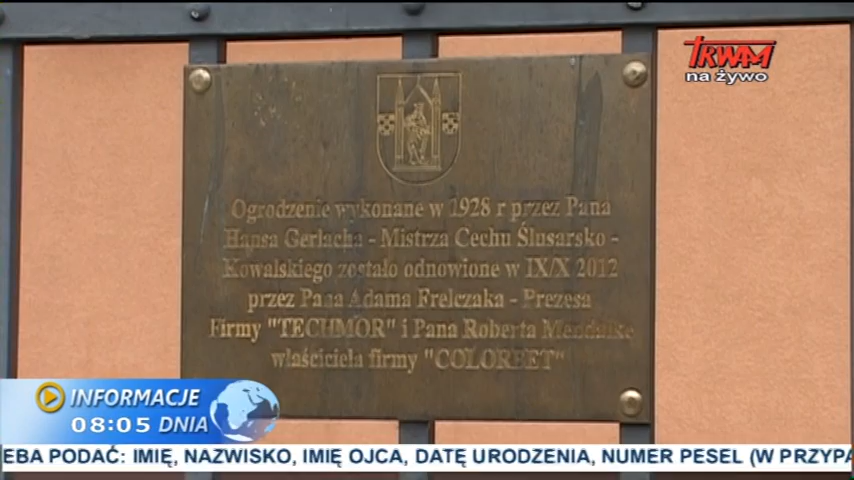 TRWAM
na żywo
Ogrodzenie wykonane w 1928 r przez Pana
Hansa Gerlacha - Mistrza Cechu Ślusarsko -
Kowalskiego zostało odnowione w IX/X 2012
przez Pana Adama Frelczaka - Prezesa
Firmy "TECHMOR" i Pana Roberta
właściciela firmy "COLORBET"
INFORMACJE
08:05 DNIA
EBA PODAĆ: IMIĘ, NAZWISKO, IMIĘ OJCA, DATĘ URODZENIA, NUMER PESEL (W PRZYPA